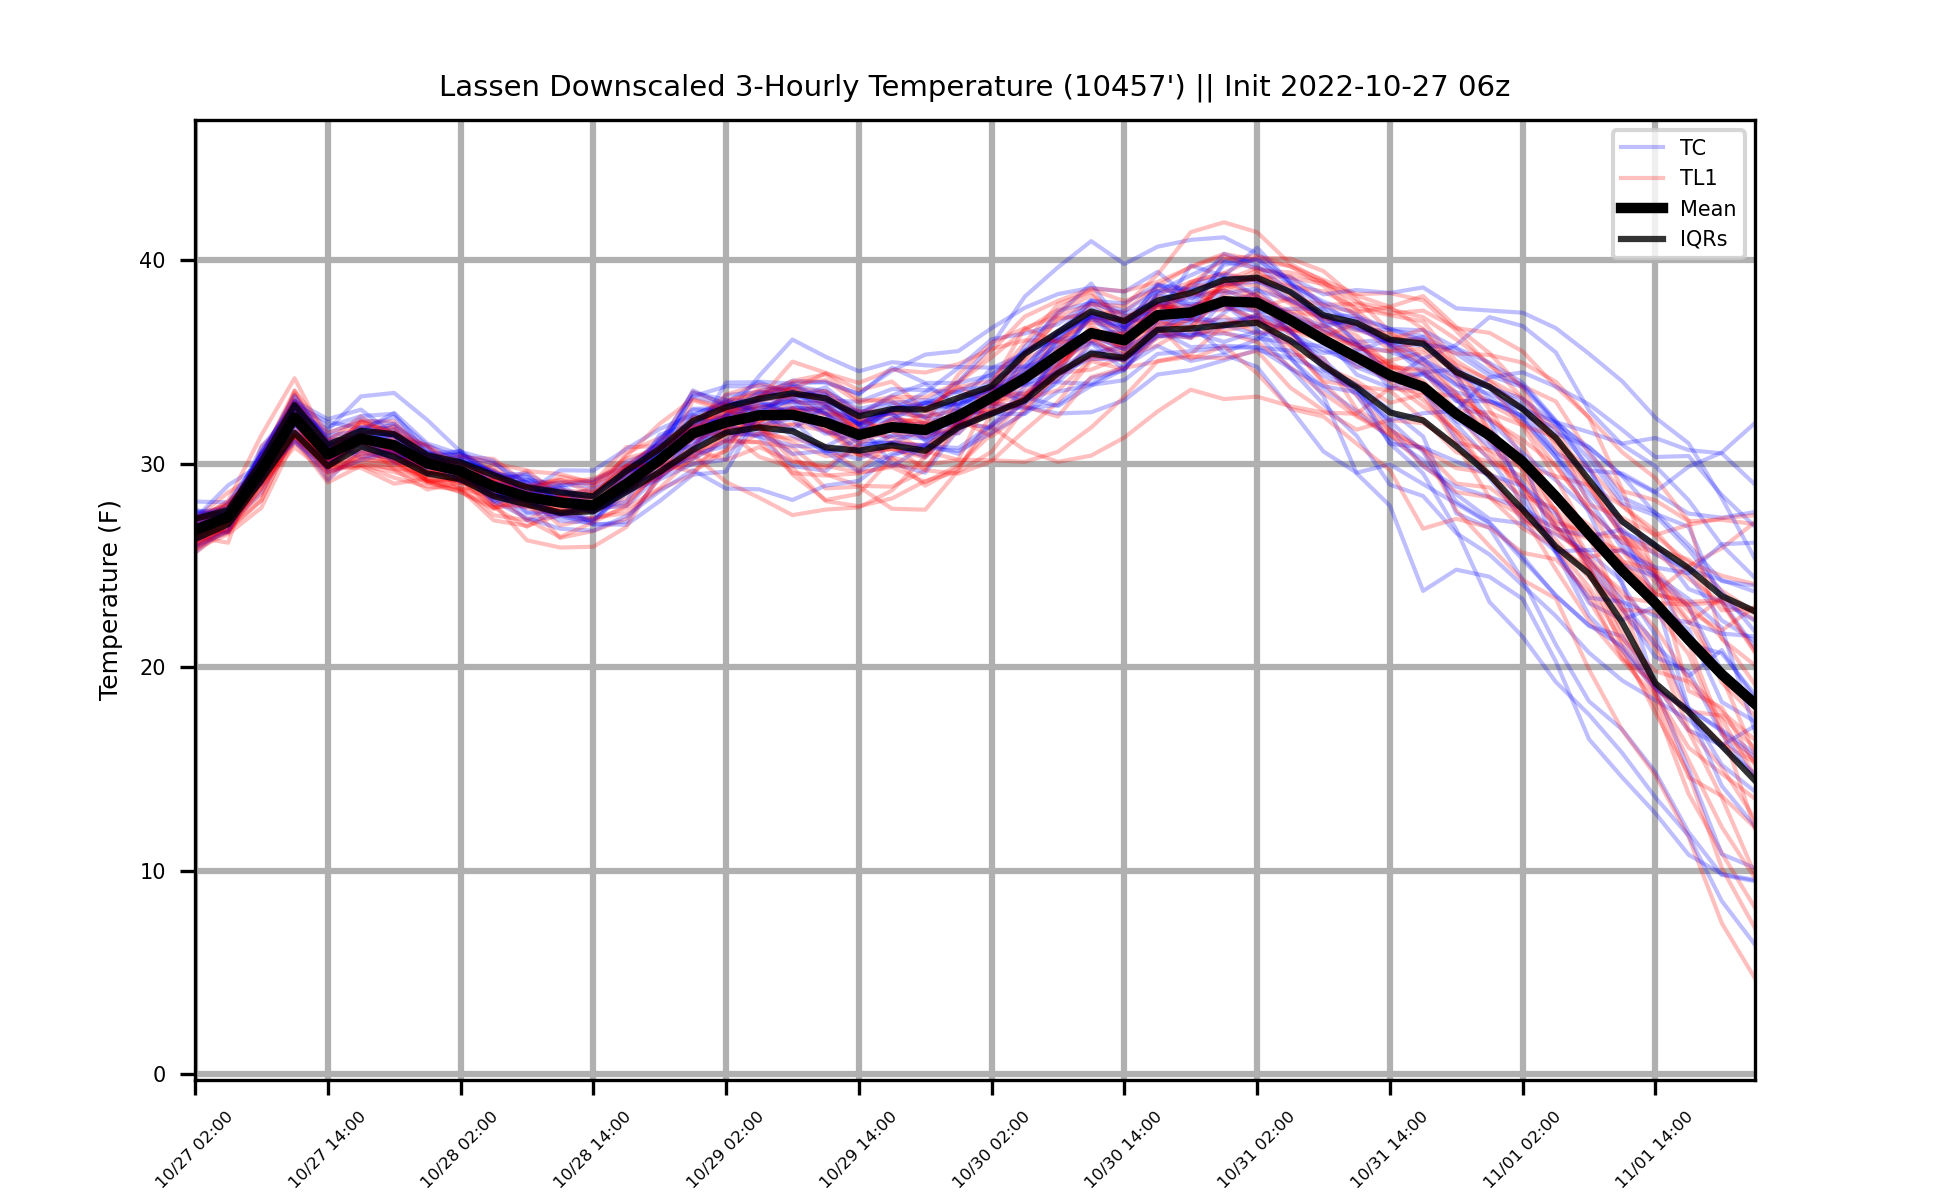 Lassen Downscaled 3-Hourly Temperature (10457') || Init 2022-10-27 06z
TC
TL1
Mean
IQRs
Temperature (F)
40
30
20
10
0
10/27 02:00
10/27 14:00
10/28 02:00
10/28 14:00
10/29 02:00
10/29 14:00
10/30 02:00
10/30 14:00
10/31 02:00
10/31 14:00
11/01 02:00
11/01 14:00